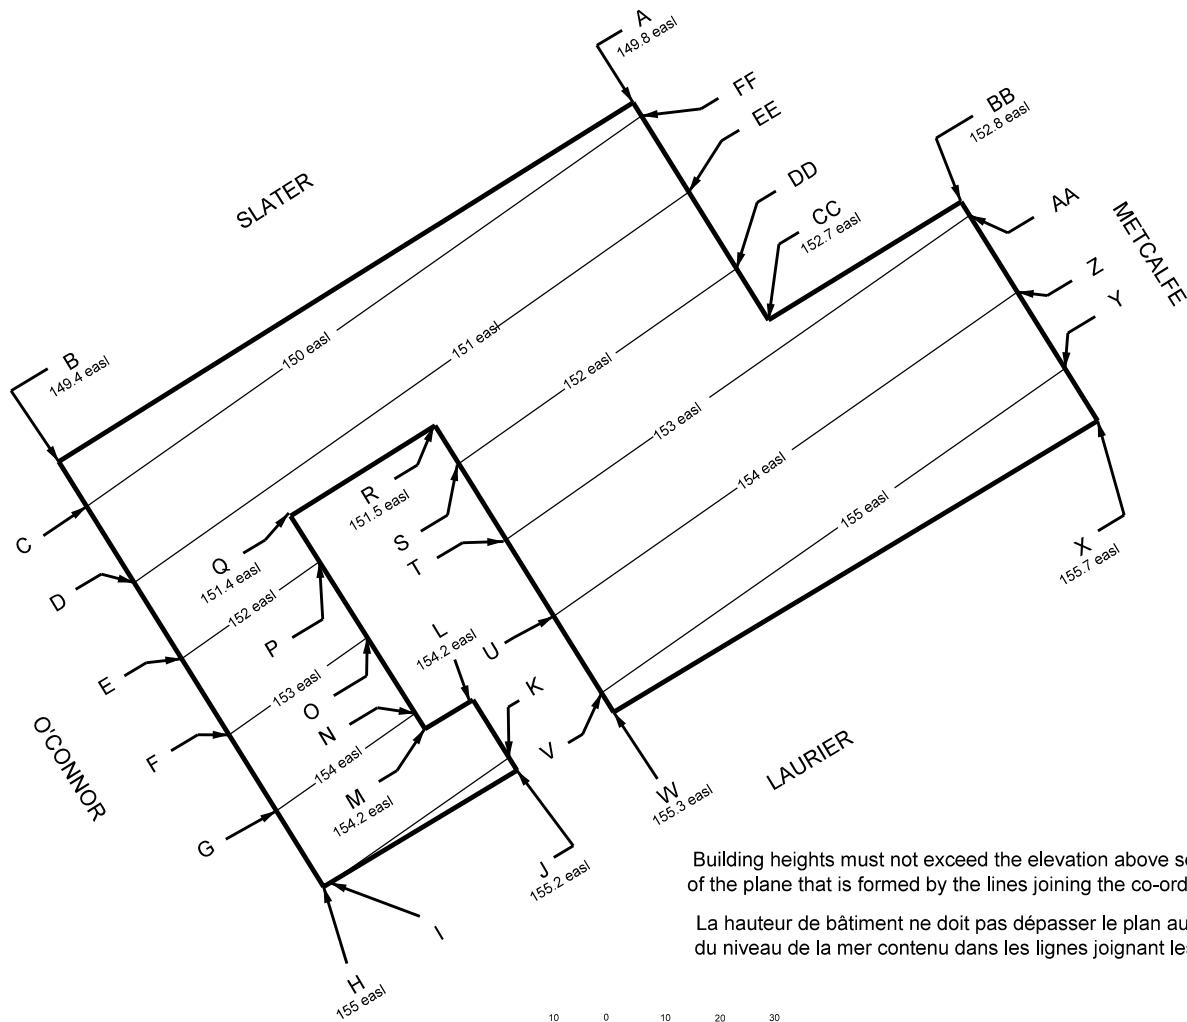 A
149.8 easl
FF
EE
BB
152.8 easl
DD
CC
152.7 easl
AA
METCALFE
SLATER
Z
Y
B
149.4 easl
150 easl
151 easl
152 easl
153 easl
154 easl
155 easl
C
D
E
F
G
O'CONNOR
Q
151.4 easl
R
151.5 easl
S
T
152 easl
P
L
154.2 easl
U
153 easl
O
N
K
154 easl
M
154.2 easl
V
X
155.7 easl
LAURIER
W
155.3 easl
J
155.2 easl
I
H
155 easl
Building heights must not exceed the elevation above
of the plane that is formed by the lines joining the
La hauteur de bâtiment ne doit pas dépasser le plan au
du niveau de la mer contenu dans les lignes joignant
10 0 10 20 30